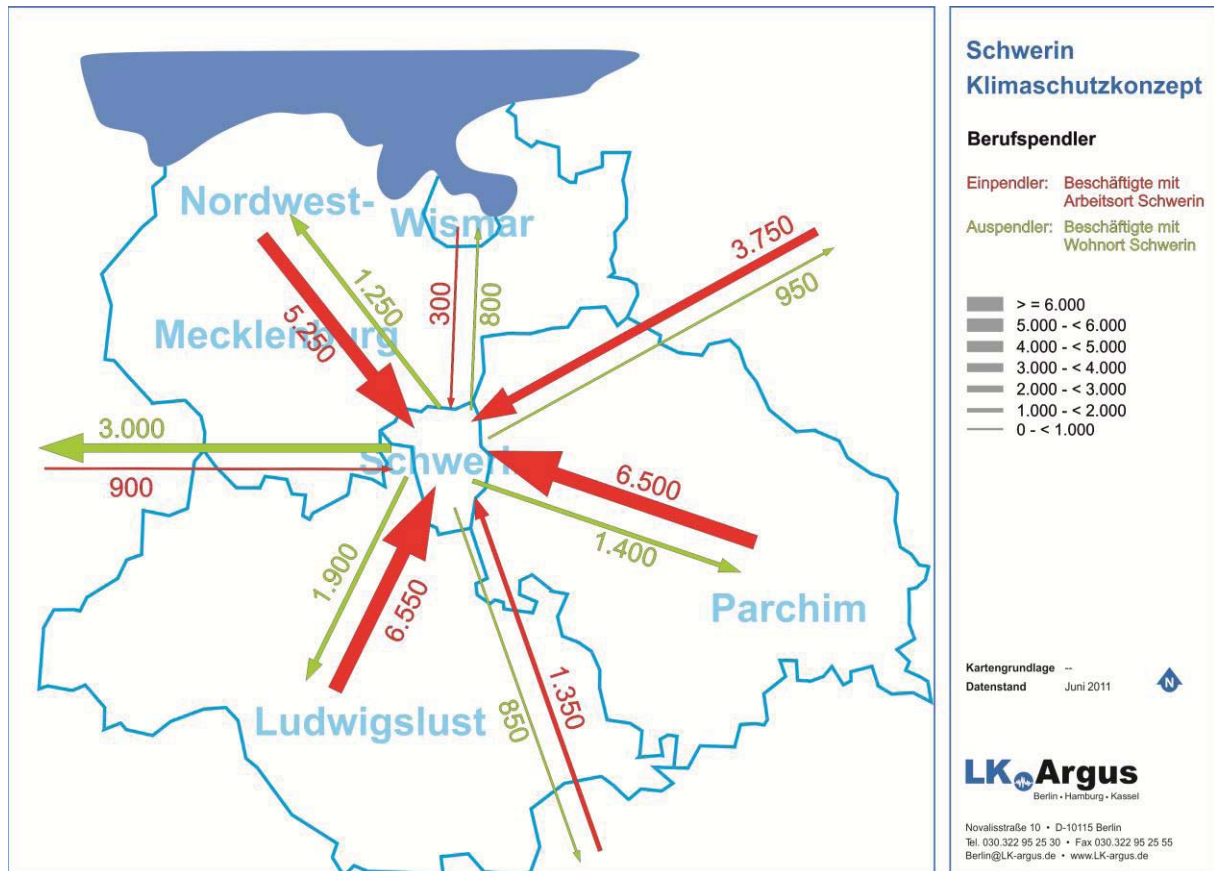 Nordwest-
Wismar
Mecklenburg
Schwerin
Parchim
Ludwigslust
5.250
1.250
300
800
3.750
950
3.000
900
6.500
1.400
1.900
6.550
850
1.350
Schwerin
Klimaschutzkonzept
Berufspendler
Einpendler: Beschäftigte mit
Arbeitsort Schwerin
Auspendler: Beschäftigte mit
Wohnort Schwerin
> = 6.000
5.000 - < 6.000
4.000 - < 5.000
3.000 - < 4.000
2.000 - < 3.000
1.000 - < 2.000
0 - < 1.000
Kartengrundlage --
Datenstand Juni 2011
N
LK Argus
Berlin • Hamburg • Kassel
Novalisstraße 10 • D-10115 Berlin
Tel. 030.322 95 25 30 • Fax 030.322 95 25 55
Berlin@LK-argus.de • www.LK-argus.de